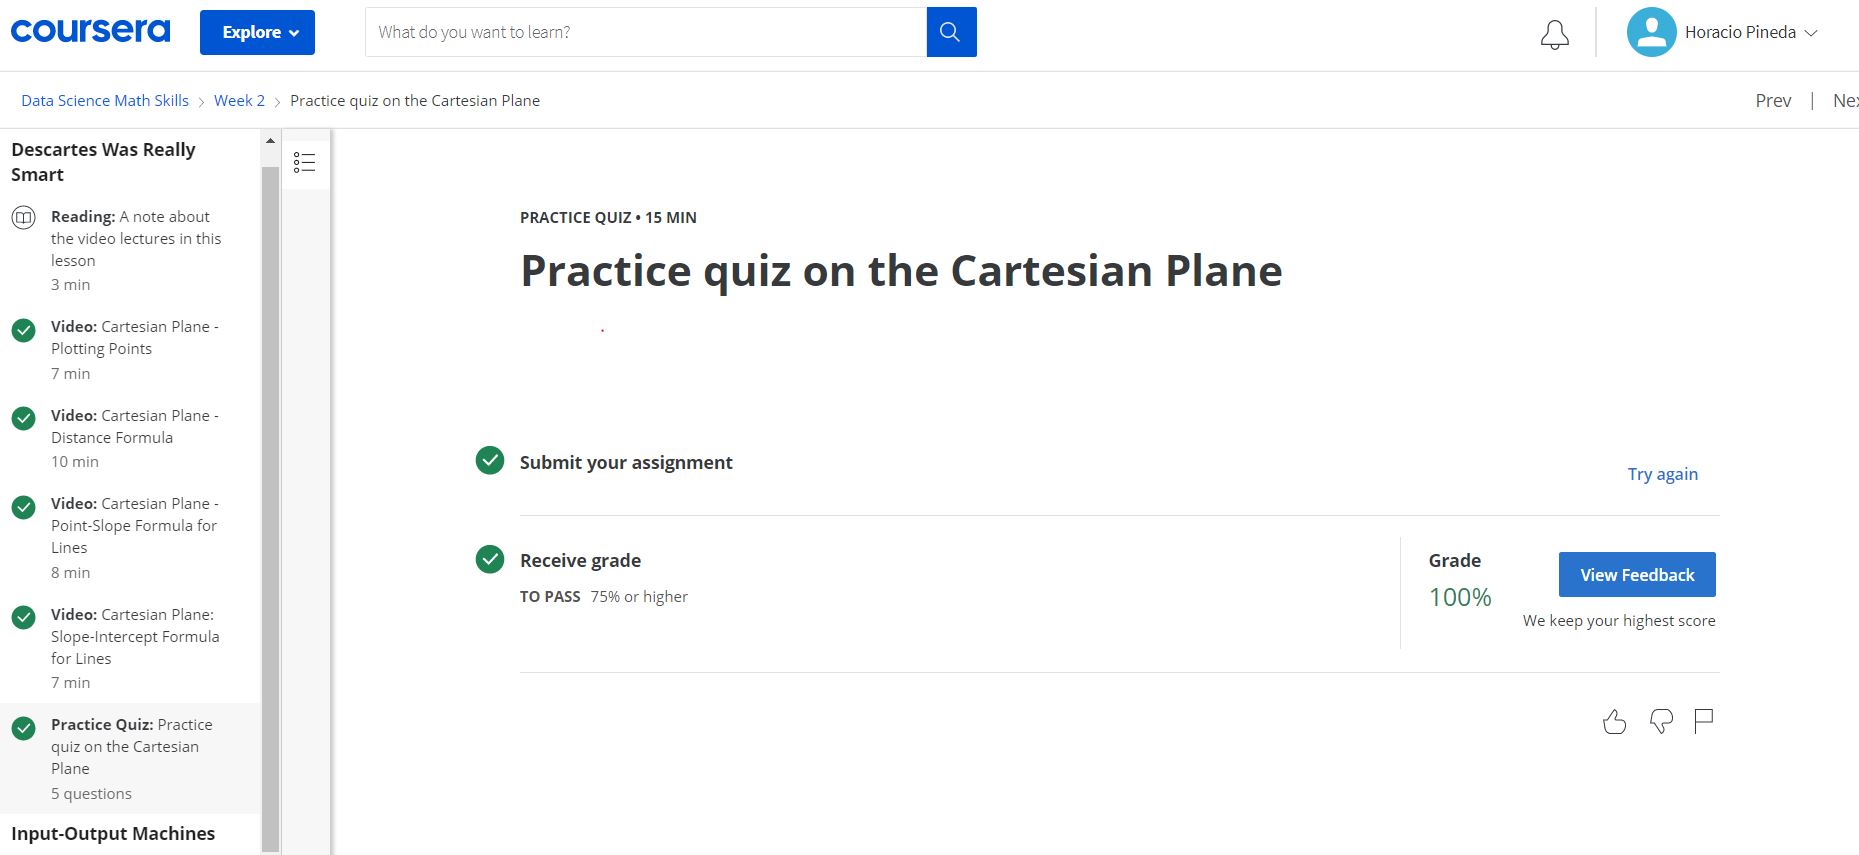 coursera
Explore
What do you want to learn?
Horacio Pineda
Data Science Math Skills
Week 2
Practice quiz on the Cartesian Plane
Prev | Nex
Descartes Was Really
Smart
Reading: A note about
the video lectures in this
lesson
3 min
Video: Cartesian Plane -
Plotting Points
7 min
Video: Cartesian Plane -
Distance Formula
10 min
Video: Cartesian Plane -
Point-Slope Formula for
Lines
8 min
Video: Cartesian Plane:
Slope-Intercept Formula
for Lines
7 min
Practice Quiz: Practice
quiz on the Cartesian
Plane
5 questions
Input-Output Machines
PRACTICE QUIZ • 15 MIN
Practice quiz on the Cartesian Plane
Submit your assignment
Try again
Receive grade
TO PASS 75% or higher
Grade
100%
View Feedback
We keep your highest score